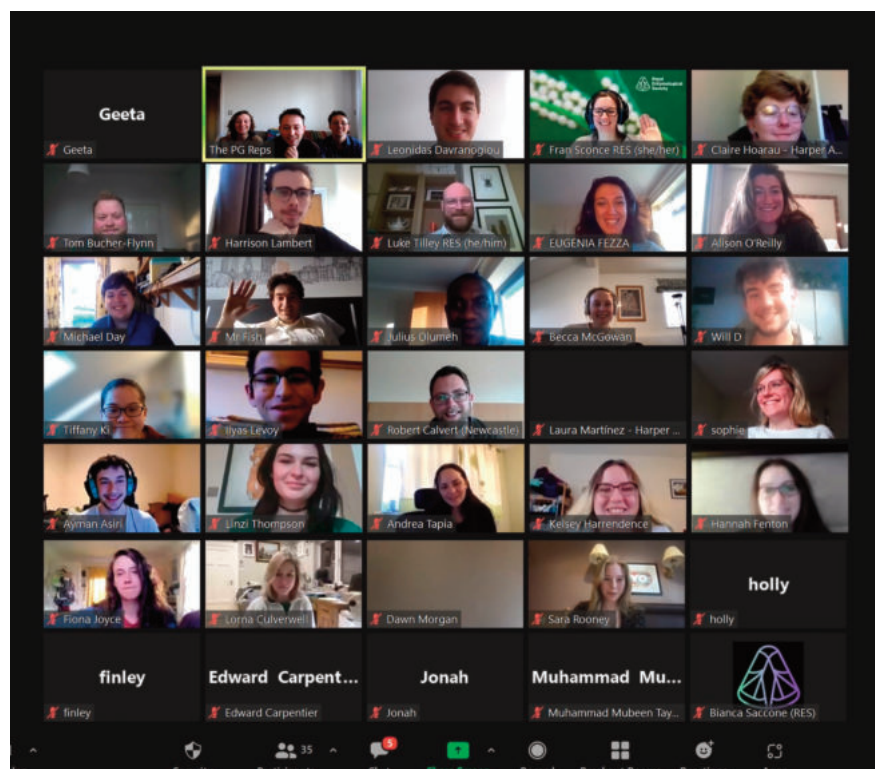 Geeta
Geeta
The PG Reps
Leonidas Davranoglou
Royal
Entomological
Society
Fran Sconce RES (she/her)
Claire Hoarau - Harper A...
Tom Bucher-Flynn
Harrison Lambert
Luke Tilley RES (he/him)
EUGENIA FEZZA
Alison O'Reilly
Michael Day
Mr Fish
Julius Olumeh
Becca McGowan
Will D
Tiffany Ki
Ilyas Levoy
Robert Calvert (Newcastle)
Laura Martínez - Harper ...
sophie
Ayman Asiri
Linzi Thompson
Andrea Tapia
Kelsey Harrendence
Hannah Fenton
Fiona Joyce
Lorna Culverwell
Dawn Morgan
Sara Rooney
holly
holly
finley
finley
Edward Carpent...
Edward Carpentier
Jonah
Jonah
Muhammad Mu...
Muhammad Mubeen Tay...
Bianca Saccone (RES)
35
5